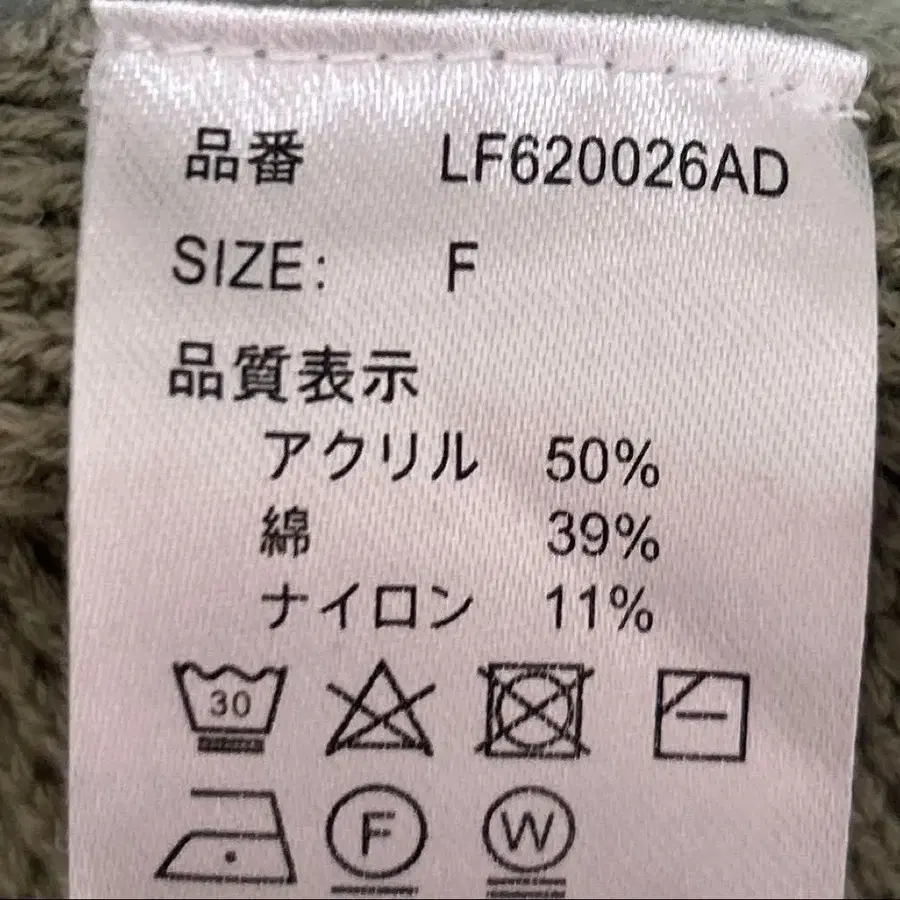 品番 LF620026AD
SIZE: F
品質表示
アクリル 50%
綿 39%
ナイロン 11%
30
F W